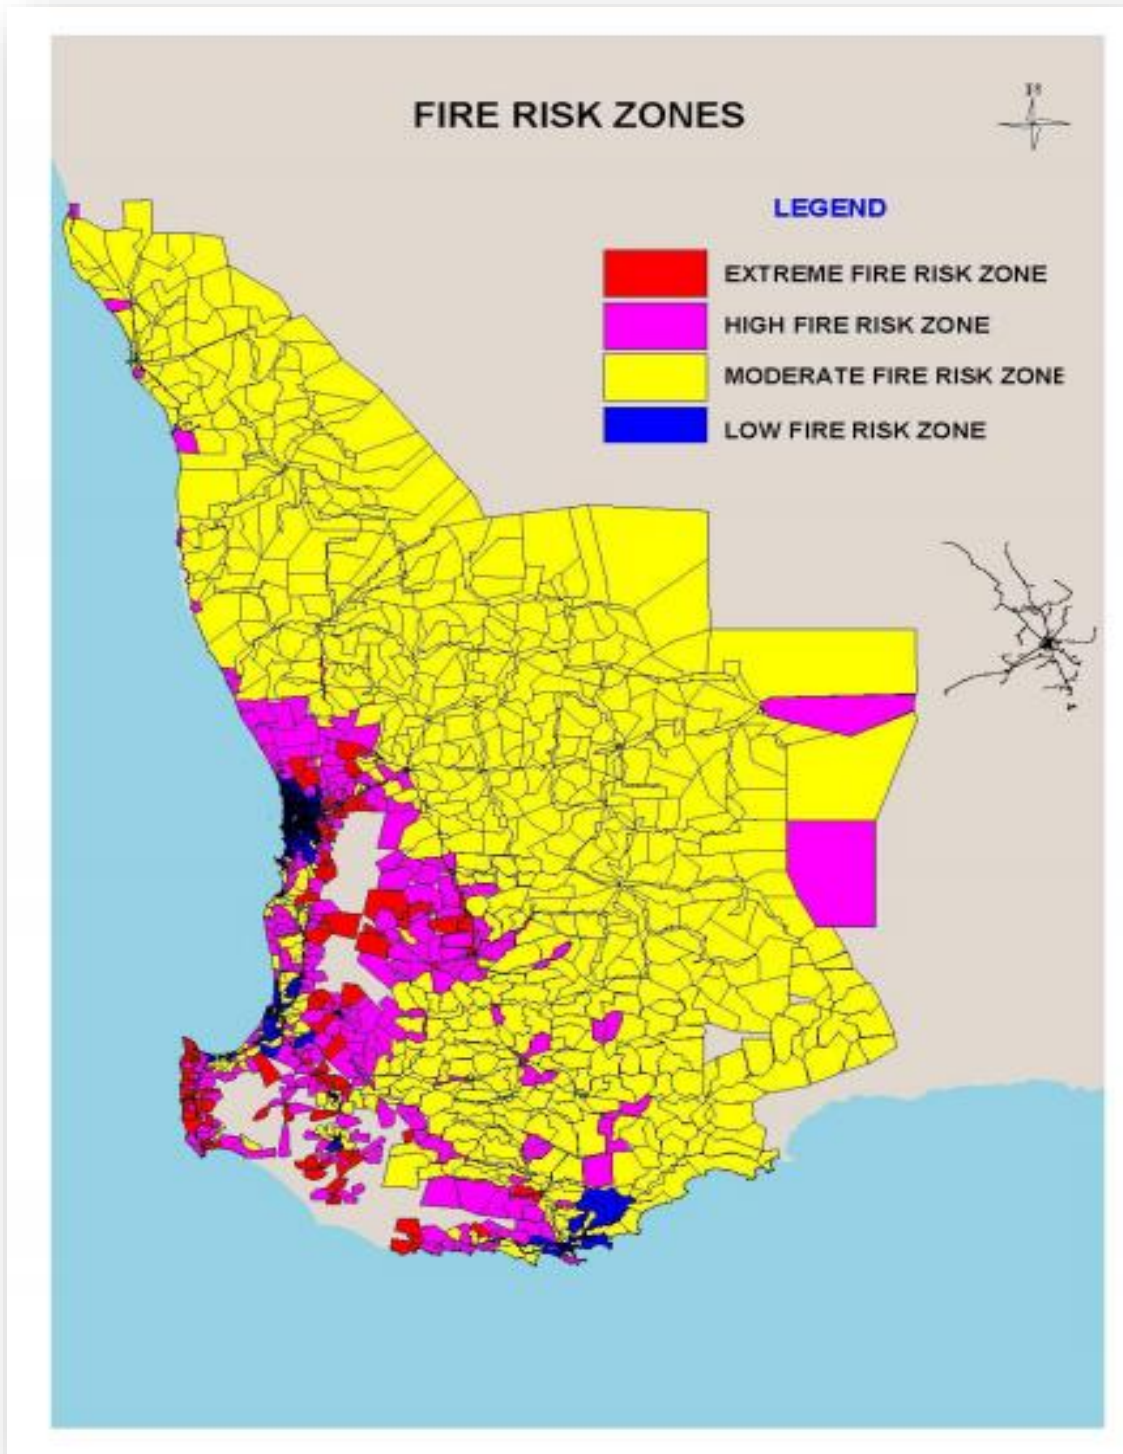 FIRE RISK ZONES
N
LEGEND
EXTREME FIRE RISK ZONE
HIGH FIRE RISK ZONE
MODERATE FIRE RISK ZONE
LOW FIRE RISK ZONE